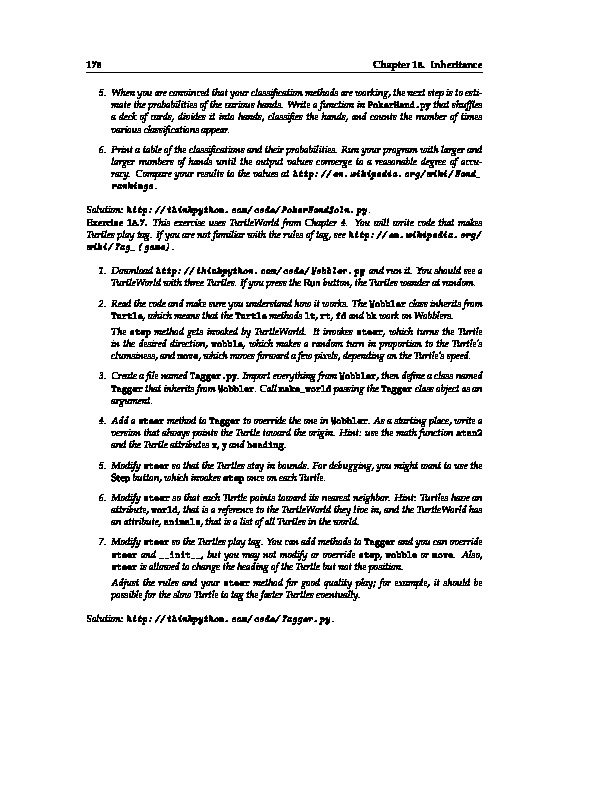 178 Chapter 18. Inheritance
5. When you are convinced that your classification methods are working, the next step is to esti-
mate the probabilities of the various hands. Write a function in PokerHand.py that shuffles
a deck of cards, divides it into hands, classifies the hands, and counts the number of times
various classifications appear.
6. Print a table of the classifications and their probabilities. Run your program with larger and
larger numbers of hands until the output values converge to a reasonable degree of accu-
racy. Compare your results to the values at http://en.wikipedia.org/wiki/Hand_
rankings.
Solution: http://thinkpython.com/code/PokerHandSoln.py.
Exercise 18.7. This exercise uses TurtleWorld from Chapter 4. You will write code that makes
Turtles play tag. If you are not familiar with the rules of tag, see http://en.wikipedia.org/
wiki/Tag_(game).
1. Download http://thinkpython.com/code/Wobbler.py and run it. You should see a
TurtleWorld with three Turtles. If you press the Run button, the Turtles wander at random.
2. Read the code and make sure you understand how it works. The Wobbler class inherits from
Turtle, which means that the Turtle methods lt, rt, fd and bk work on Wobblers.
The step method gets invoked by TurtleWorld. It invokes steer, which turns the Turtle
in the desired direction, wobble, which makes a random turn in proportion to the Turtle's
clumsiness, and move, which moves forward a few pixels, depending on the Turtle's speed.
3. Create a file named Tagger.py. Import everything from Wobbler, then define a class named
Tagger that inherits from Wobbler. Call make_world passing the Tagger class object as an
argument.
4. Add a steer method to Tagger to override the one in Wobbler. As a starting place, write a
version that always points the Turtle toward the origin. Hint: use the math function atan2
and the Turtle attributes x, y and heading.
5. Modify steer so that the Turtles stay in bounds. For debugging, you might want to use the
Step button, which invokes step once on each Turtle.
6. Modify steer so that each Turtle points toward its nearest neighbor. Hint: Turtles have an
attribute, world, that is a reference to the TurtleWorld they live in, and the TurtleWorld has
an attribute, animals, that is a list of all Turtles in the world.
7. Modify steer so the Turtles play tag. You can add methods to Tagger and you can override
steer and __init__, but you may not modify or override step, wobble or move. Also,
steer is allowed to change the heading of the Turtle but not the position.
Adjust the rules and your steer method for good quality play; for example, it should be
possible for the slow Turtle to tag the faster Turtles eventually.
Solution: http://thinkpython.com/code/Tagger.py.